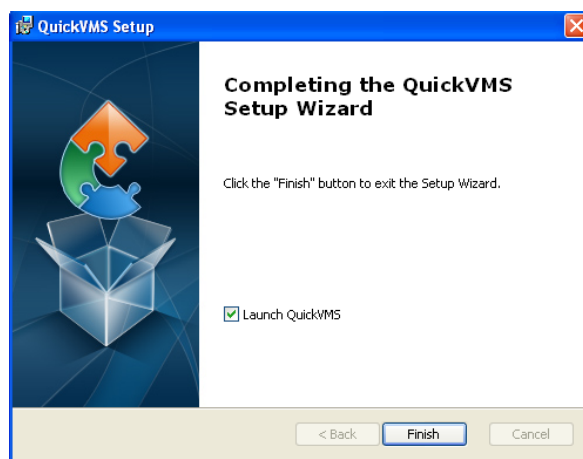 QuickVMS Setup
Completing the QuickVMS
Setup Wizard
Click the "Finish" button to exit the Setup Wizard.
Launch QuickVMS
< Back Finish Cancel